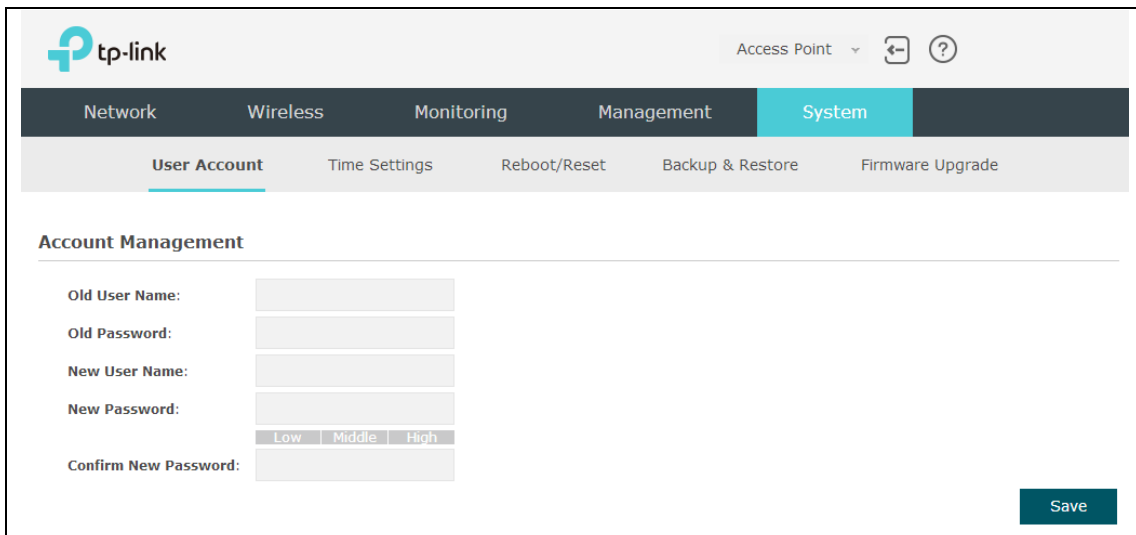 tp-link
Access Point
Network Wireless Monitoring Management System
User Account Time Settings Reboot/Reset Backup & Restore Firmware Upgrade
Account Management
Old User Name:
Old Password:
New User Name:
New Password:
Low Middle High
Confirm New Password:
Save